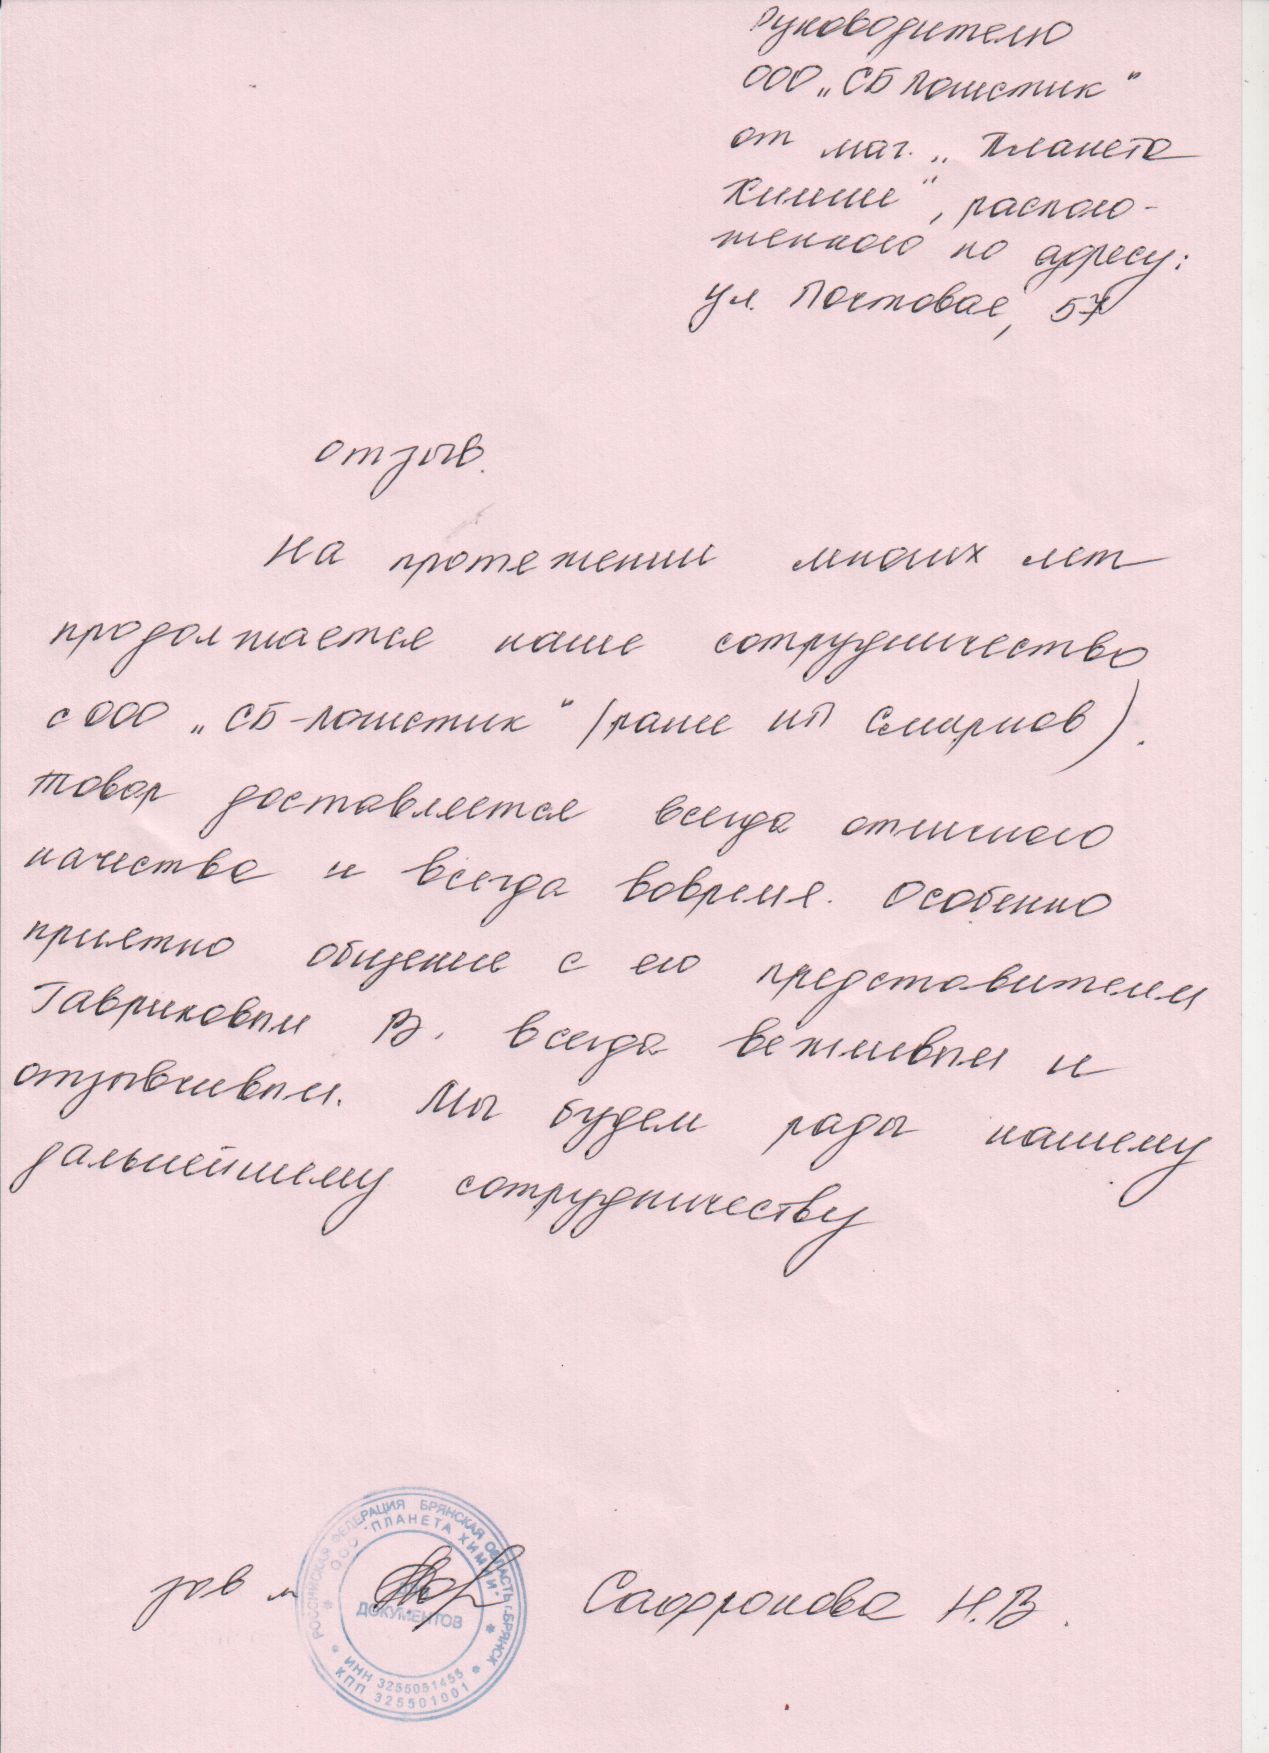 Руководителю
ООО „СБ Логистик"
от маг. „Планета
Химии", располо-
женного по адресу:
ул. Почтовая, 57
отзыв.
На протяжении многих лет
продолжается наше сотрудничество
с ООО „СБ-Логистик" (ранее ИП Смирнов).
Товар доставляется всегда отличного
качества и всегда вовремя. Особенно
приятно общение с его представителем
Гавриковым В. всегда вежливым и
отзывчивым. Мы будем рады нашему
дальнейшему сотрудничеству
зав м Сафронова Н.В.
РОССИЙСКАЯ ФЕДЕРАЦИЯ БРЯНСКАЯ ОБЛАСТЬ г.БРЯНСК
ООО "ПЛАНЕТА ХИМИИ"
ДОКУМЕНТОВ
ИНН 3255051455
КПП 325501001